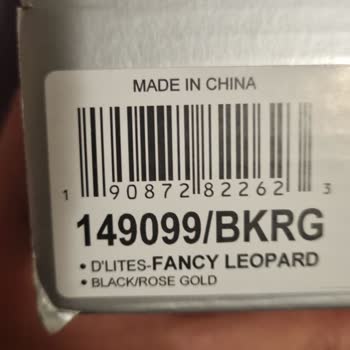 MADE IN CHINA
1 90872 82262 3
149099/BKRG
• D'LITES-FANCY LEOPARD
• BLACK/ROSE GOLD